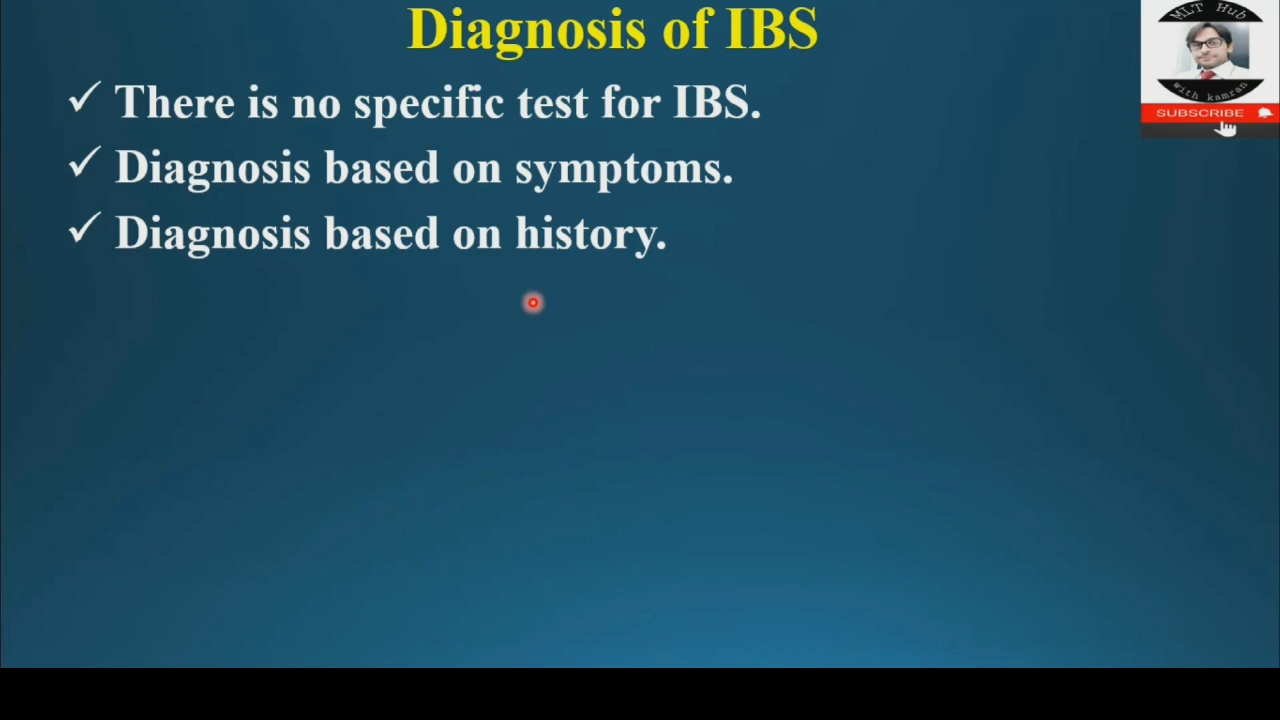 Diagnosis of IBS
✓ There is no specific test for IBS.
✓ Diagnosis based on symptoms.
✓ Diagnosis based on history.
MLT Hub
with kamran
SUBSCRIBE